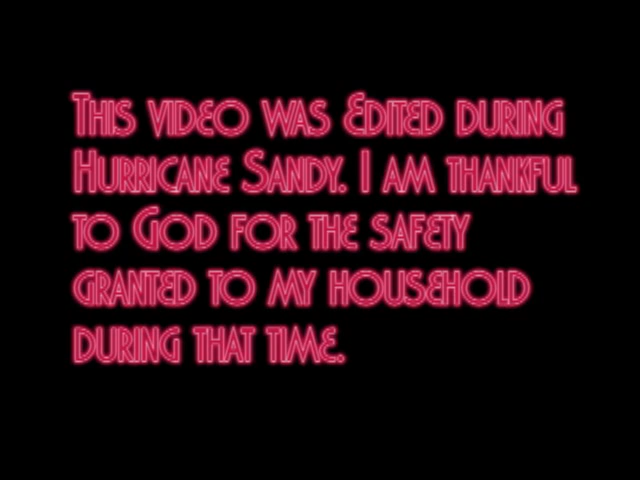 This video was Edited during
Hurricane Sandy. I am thankful
to God for the safety
granted to my household
during that time.